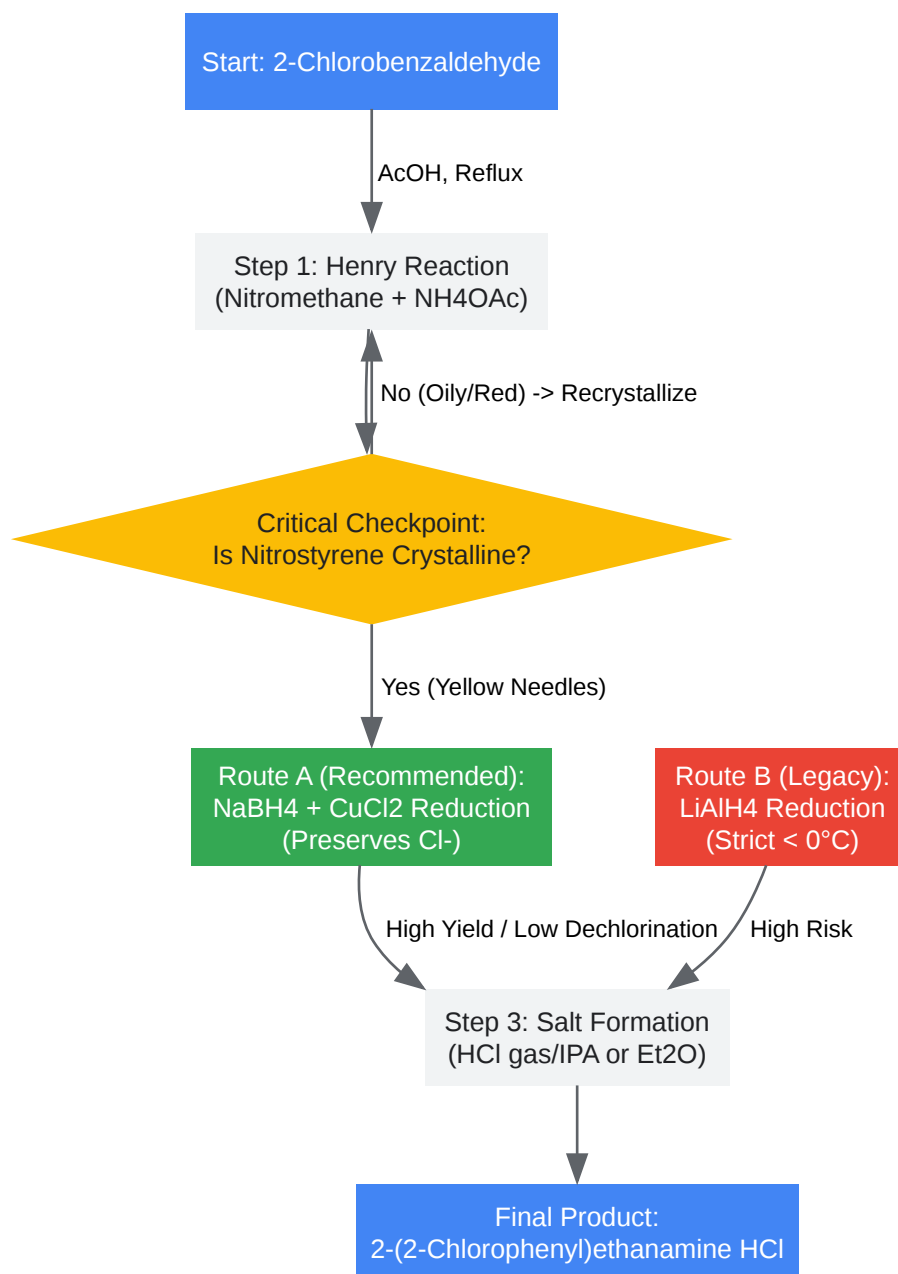 Start: 2-Chlorobenzaldehyde
AcOH, Reflux
Step 1: Henry Reaction
(Nitromethane + NH4OAc)
No (Oily/Red) -> Recrystallize
Critical Checkpoint:
Is Nitrostyrene Crystalline?
Yes (Yellow Needles)
Route A (Recommended):
NaBH4 + CuCl2 Reduction
(Preserves Cl-)
Route B (Legacy):
LiAlH4 Reduction
(Strict < 0°C)
High Yield / Low Dechlorination
High Risk
Step 3: Salt Formation
(HCl gas/IPA or Et2O)
Final Product:
2-(2-Chlorophenyl)ethanamine HCl